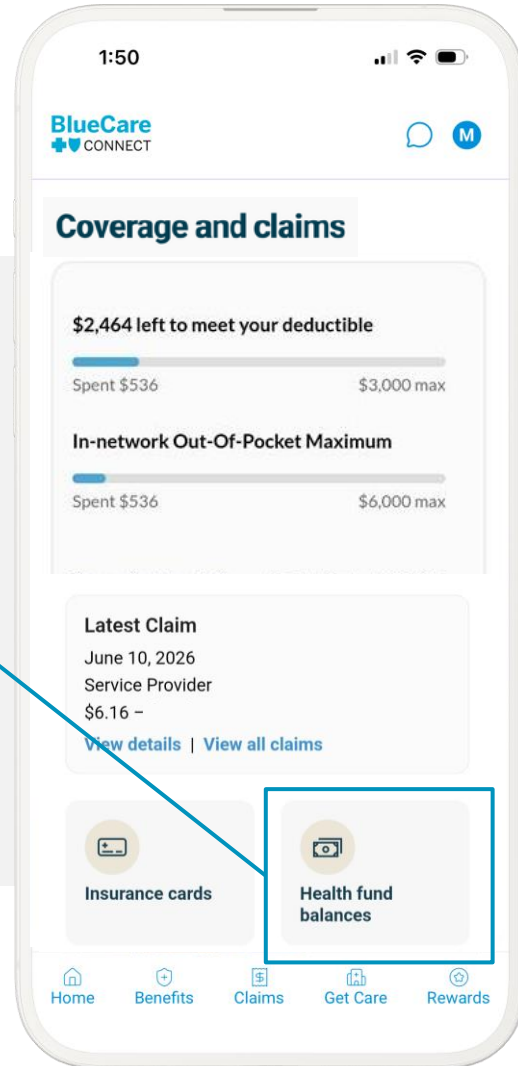 1:50
BlueCare
CONNECT
M
Coverage and claims
$2,464 left to meet your deductible
Spent $536 $3,000 max
In-network Out-Of-Pocket Maximum
Spent $536 $6,000 max
Latest Claim
June 10, 2026
Service Provider
$6.16 –
View details | View all claims
Insurance cards
Health fund
balances
Home Benefits Claims Get Care Rewards